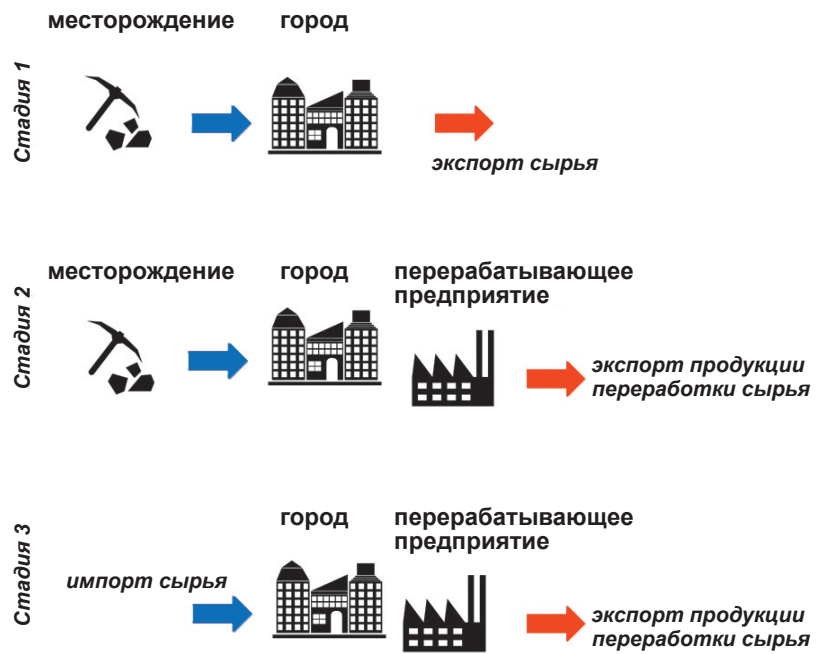 месторождение город
Стадия 1
экспорт сырья
месторождение город перерабатывающее
предприятие
Стадия 2
экспорт продукции
переработки сырья
город перерабатывающее
предприятие
Стадия 3
импорт сырья
экспорт продукции
переработки сырья